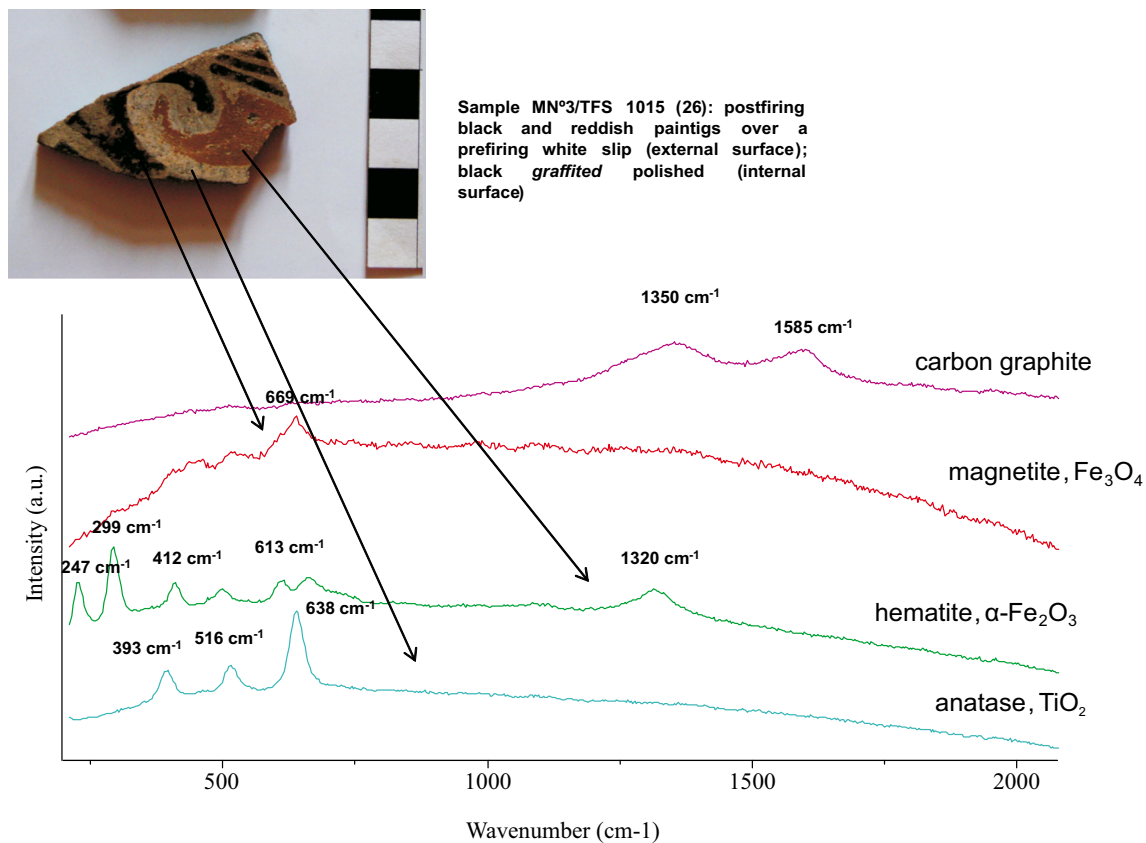 Sample MNº3/TFS 1015 (26): postfiring
black and reddish paintigs over a
prefiring white slip (external surface);
black graffited polished (internal
surface)
1350 cm-1
1585 cm-1
carbon graphite
669 cm-1
magnetite, Fe3O4
299 cm-1
247 cm-1
412 cm-1
613 cm-1
1320 cm-1
hematite, α-Fe2O3
638 cm-1
393 cm-1
516 cm-1
anatase, TiO2
Intensity (a.u.)
500 1000 1500 2000
Wavenumber (cm-1)